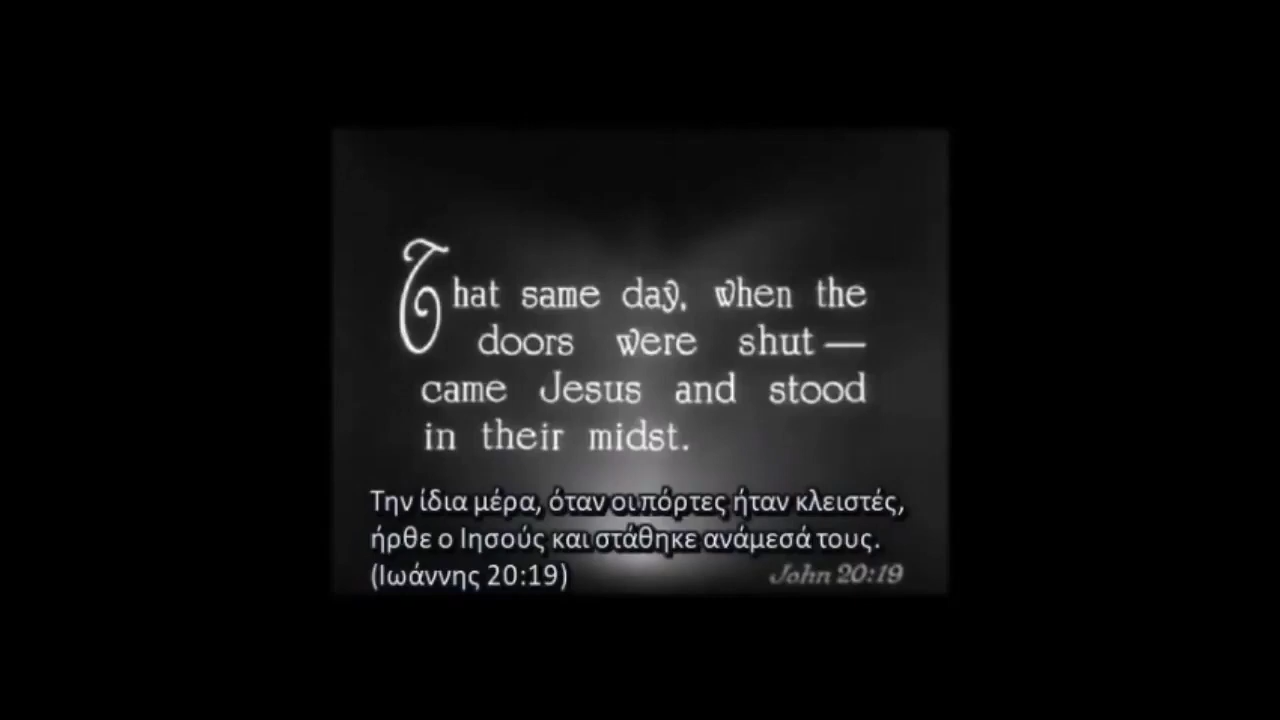 That same day, when the
doors were shut —
came Jesus and stood
in their midst.
Την ίδια μέρα, όταν οι πόρτες ήταν κλειστές,
ήρθε ο Ιησούς και στάθηκε ανάμεσά τους.
(Ιωάννης 20:19)
John 20:19